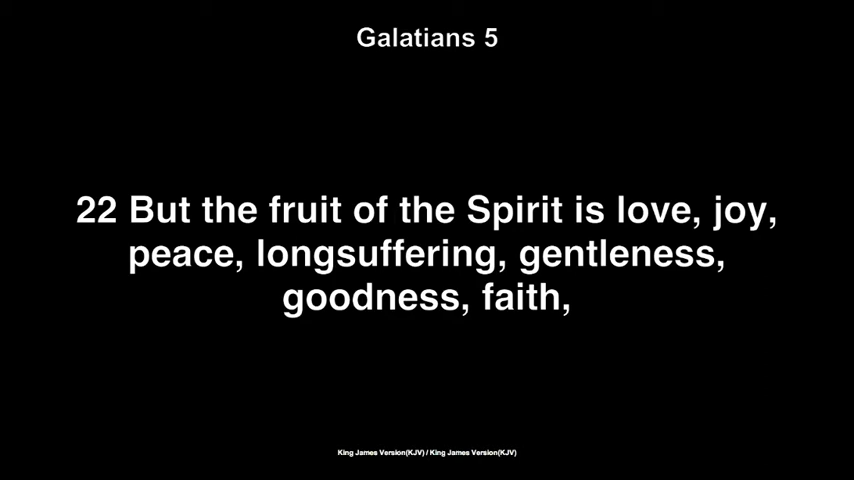 Galatians 5
22 But the fruit of the Spirit is love, joy,
peace, longsuffering, gentleness,
goodness, faith,
King James Version(KJV) / King James Version(KJV)